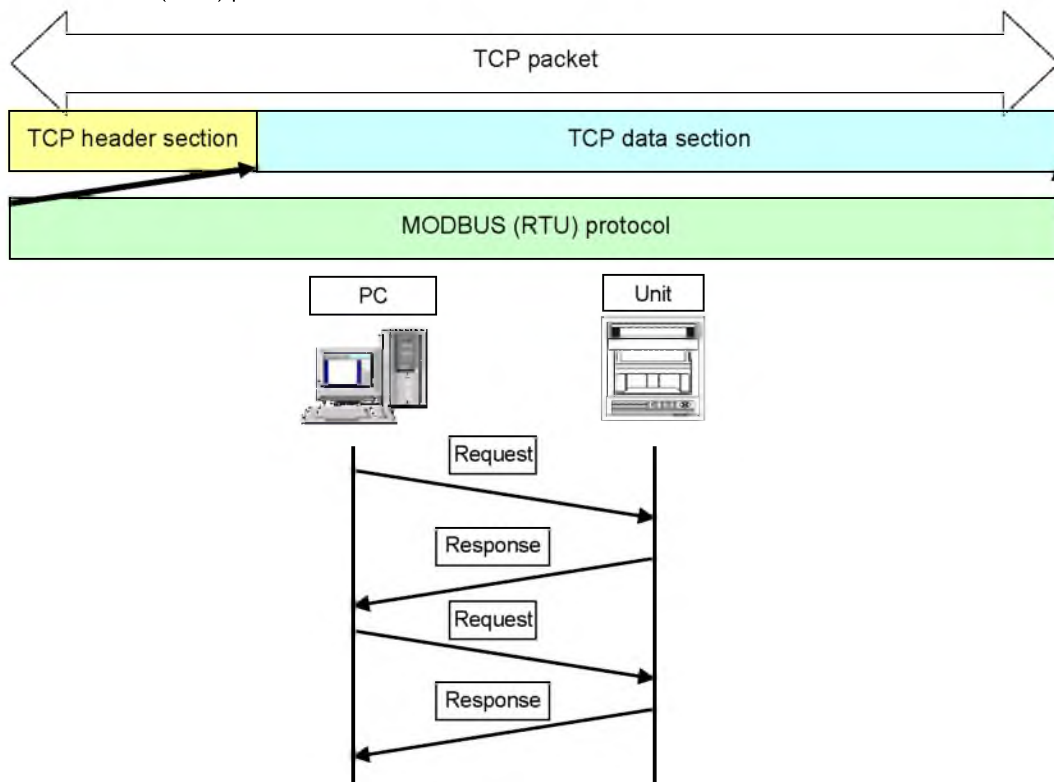 TCP packet
TCP header section
TCP data section
MODBUS (RTU) protocol
PC
Unit
Request
Response
Request
Response